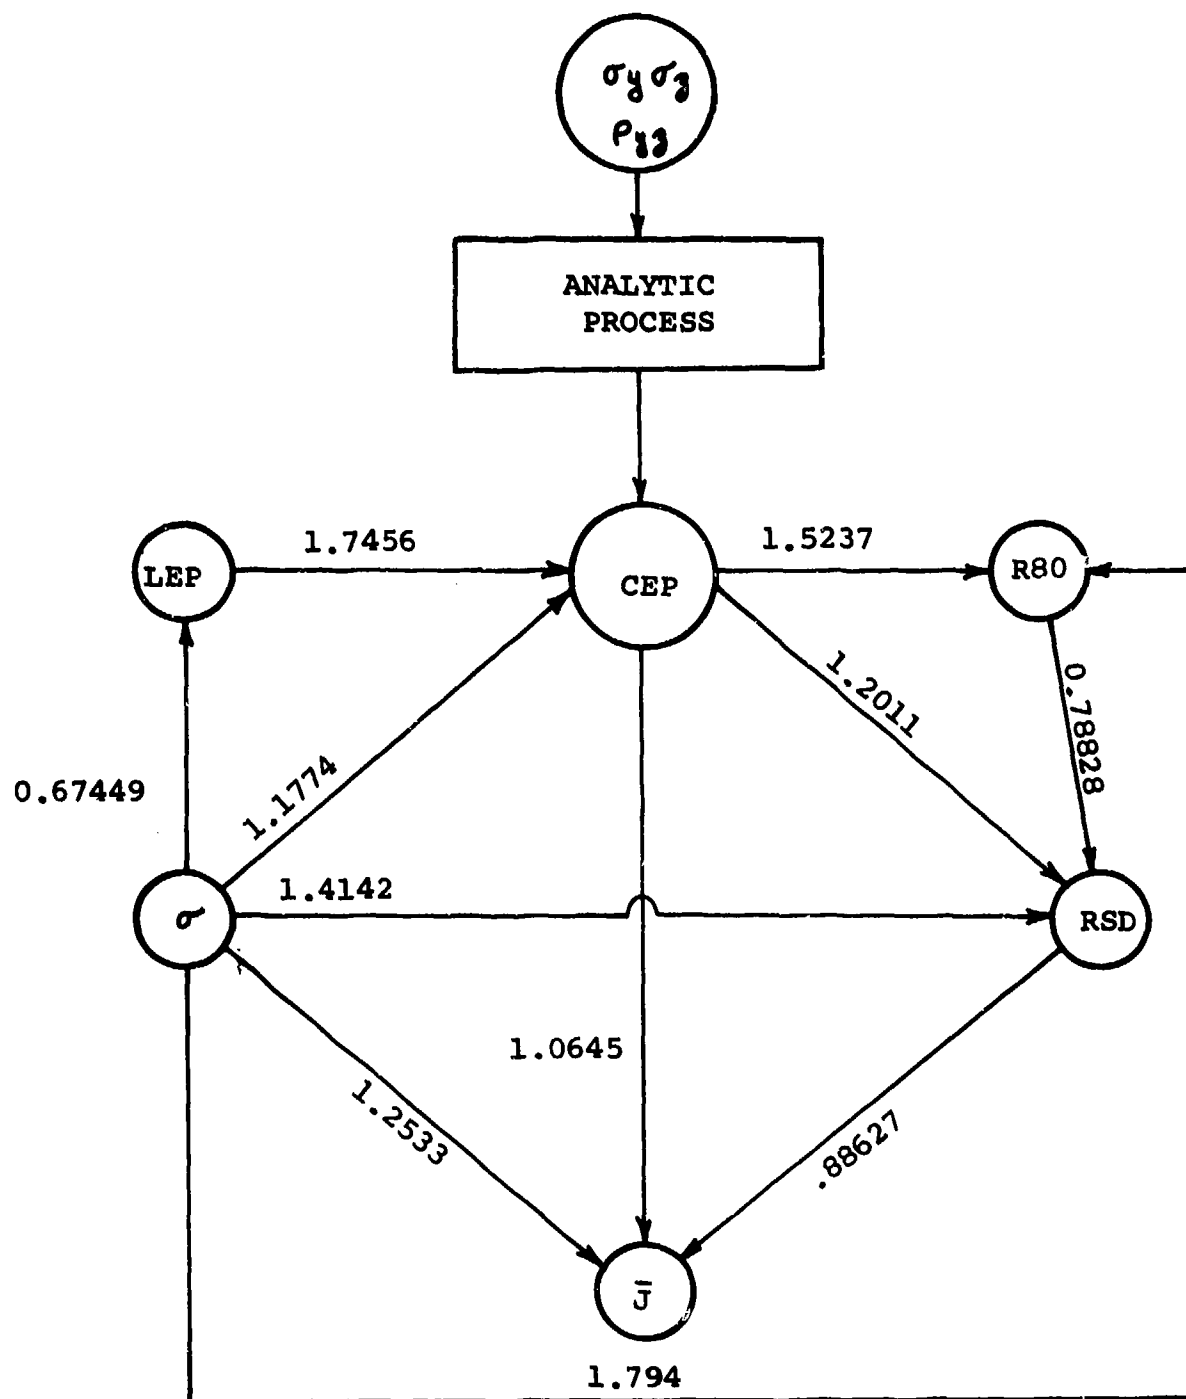 σy σz
ρyz
ANALYTIC
PROCESS
1.7456
1.5237
LEP
CEP
R80
1.2011
0.78828
0.67449
1.1774
1.4142
σ
RSD
1.0645
1.2533
.88627
J̄
1.794